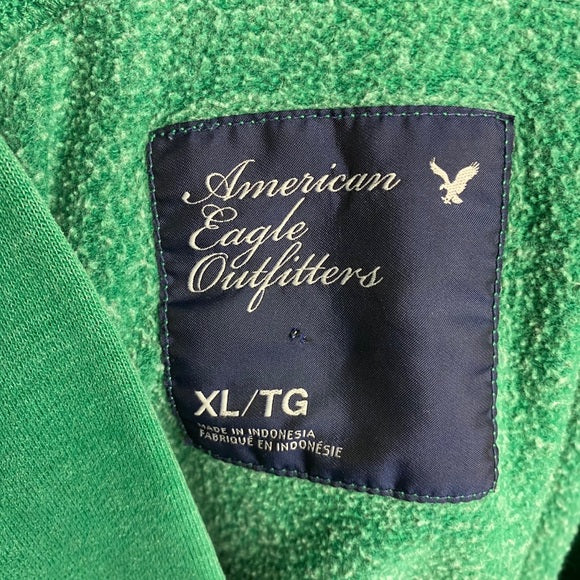 American
Eagle
Outfitters
XL/TG
MADE IN INDONESIA
FABRIQUÉ EN INDONÉSIE